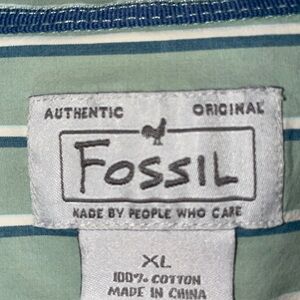 AUTHENTIC ORIGINAL
FOSSIL
MADE BY PEOPLE WHO CARE
XL
100% COTTON
MADE IN CHINA